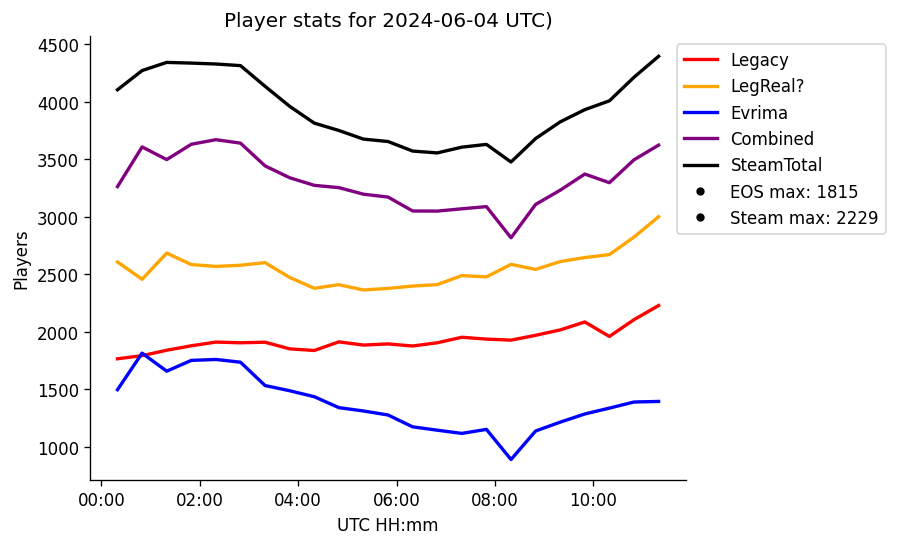 Player stats for 2024-06-04 UTC)
4500
4000
3500
3000
2500
2000
1500
1000
Players
00:00 02:00 04:00 06:00 08:00 10:00
UTC HH:mm
Legacy
LegReal?
Evrima
Combined
SteamTotal
EOS max: 1815
Steam max: 2229